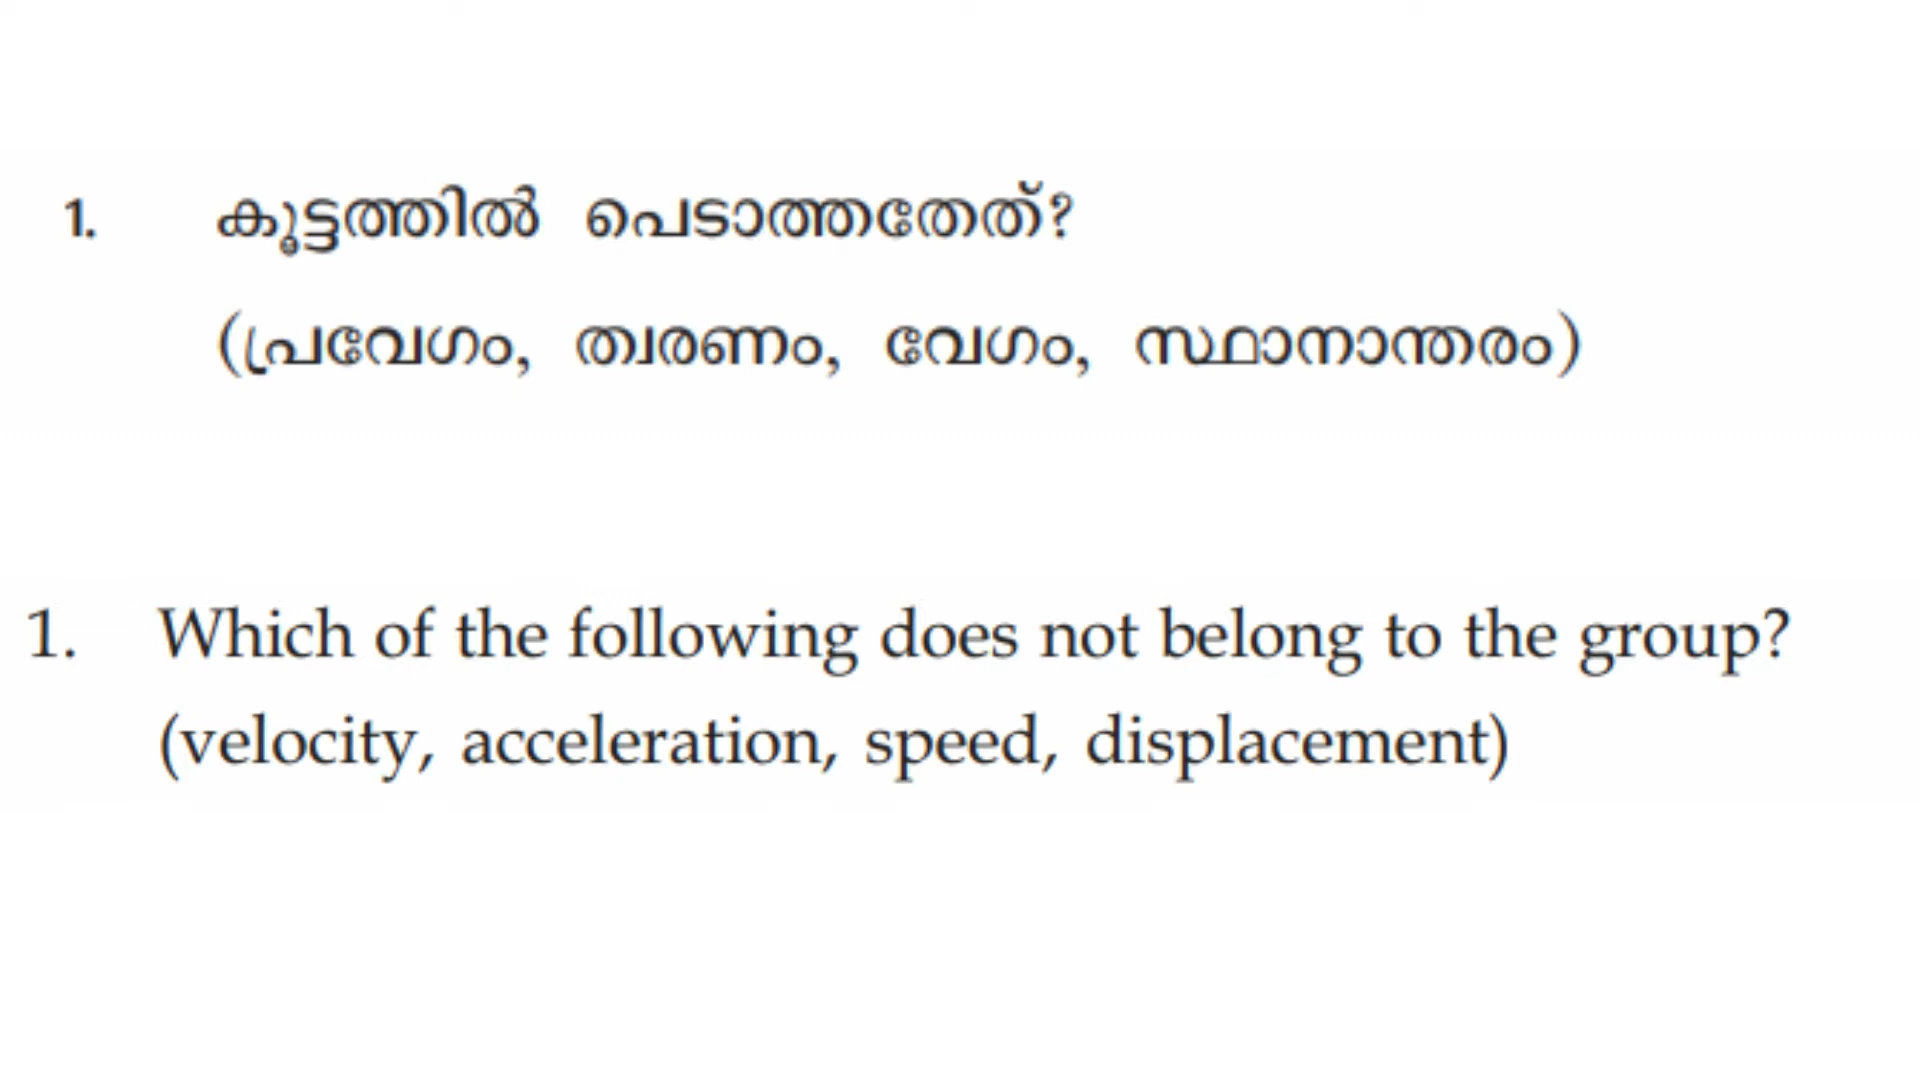 1. കൂട്ടത്തിൽ പെടാത്തതേത്?
(പ്രവേഗം, ത്വരണം, വേഗം, സ്ഥാനാന്തരം)
1. Which of the following does not belong to the group?
(velocity, acceleration, speed, displacement)